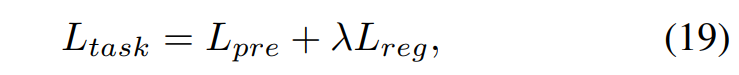 L_{task} = L_{pre} + λL_{reg}, (19)